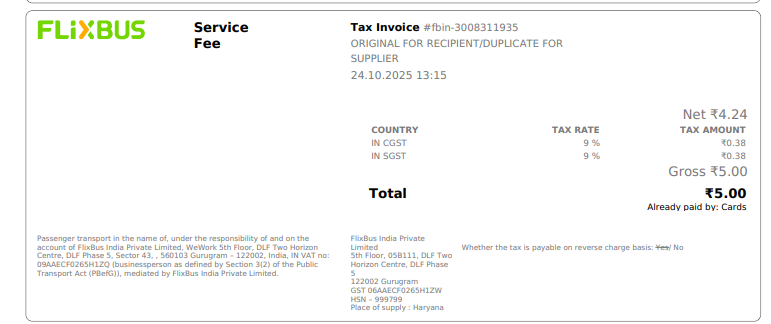 FLiXBUS
Service
Fee
Tax Invoice #fbin-3008311935
ORIGINAL FOR RECIPIENT/DUPLICATE FOR
SUPPLIER
24.10.2025 13:15
Net ₹4.24
COUNTRY TAX RATE TAX AMOUNT
IN CGST 9 % ₹0.38
IN SGST 9 % ₹0.38
Gross ₹5.00
Total ₹5.00
Already paid by: Cards
Passenger transport in the name of, under the responsibility of and on the
account of FlixBus India Private Limited, WeWork 5th Floor, DLF Two Horizon
Centre, DLF Phase 5, Sector 43, , 560103 Gurugram – 122002, India, IN VAT no:
09AAECF0265H1ZQ (businessperson as defined by Section 3(2) of the Public
Transport Act (PBefG)), mediated by FlixBus India Private Limited.
FlixBus India Private
Limited
5th Floor, 05B111, DLF Two
Horizon Centre, DLF Phase
5
122002 Gurugram
GST 06AAECF0265H1ZW
HSN – 999799
Place of supply : Haryana
Whether the tax is payable on reverse charge basis: Yes/ No